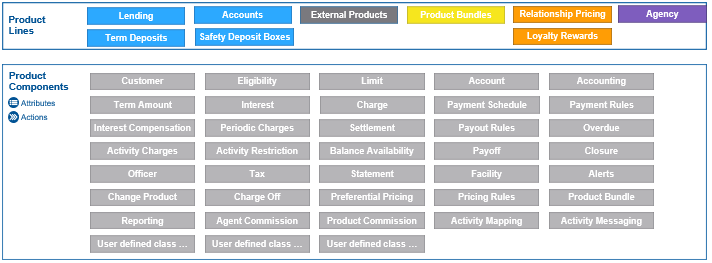 Product Lines
Lending
Accounts
External Products
Product Bundles
Relationship Pricing
Agency
Term Deposits
Safety Deposit Boxes
Loyalty Rewards
Product Components
Attributes
Actions
Customer
Eligibility
Limit
Account
Accounting
Term Amount
Interest
Charge
Payment Schedule
Payment Rules
Interest Compensation
Periodic Charges
Settlement
Payout Rules
Overdue
Activity Charges
Activity Restriction
Balance Availability
Payoff
Closure
Officer
Tax
Statement
Facility
Alerts
Change Product
Charge Off
Preferential Pricing
Pricing Rules
Product Bundle
Reporting
Agent Commission
Product Commission
Activity Mapping
Activity Messaging
User defined class ...
User defined class ...
User defined class ...